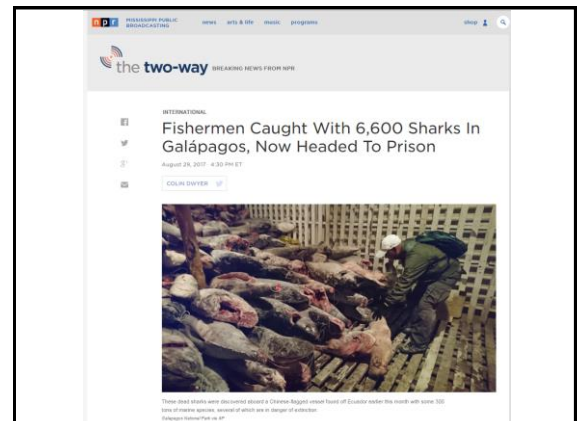 npr
MISSISSIPPI PUBLIC
BROADCASTING
news arts & life music programs
shop
the two-way BREAKING NEWS FROM NPR
INTERNATIONAL
Fishermen Caught With 6,600 Sharks In
Galápagos, Now Headed To Prison
August 29, 2017 · 4:30 PM ET
COLIN DWYER
These dead sharks were discovered aboard a Chinese-flagged vessel found off Ecuador earlier this month with some 300
tons of marine species, several of which are in danger of extinction.
Galapagos National Park via AP